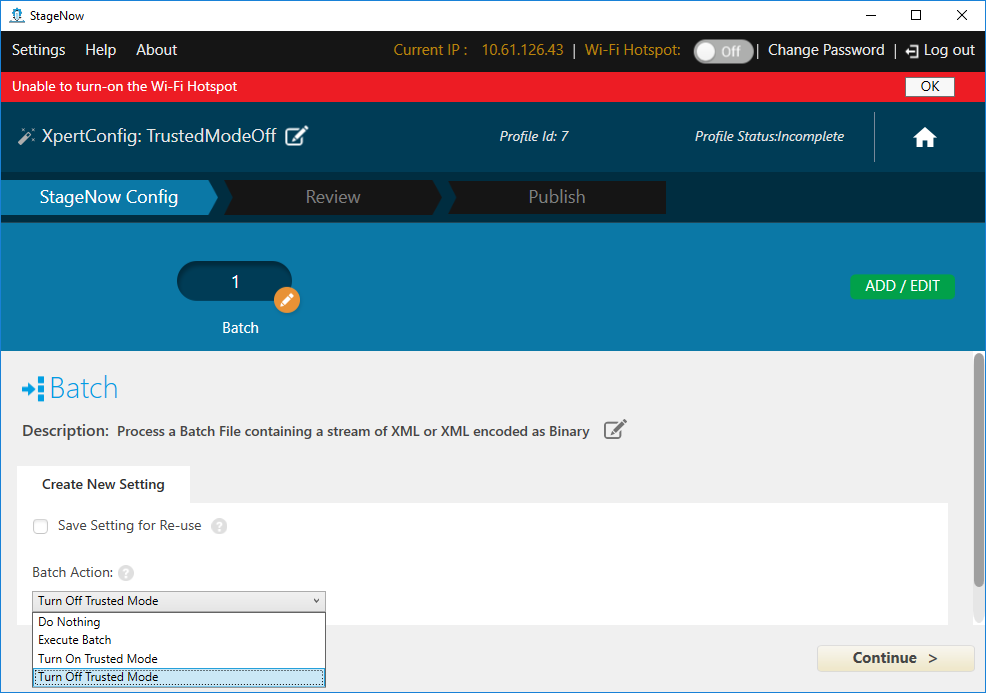 StageNow
Settings Help About Current IP : 10.61.126.43 | Wi-Fi Hotspot: Off | Change Password | Log out
Unable to turn-on the Wi-Fi Hotspot OK
XpertConfig: TrustedModeOff Profile Id: 7 Profile Status:Incomplete
StageNow Config Review Publish
1
ADD / EDIT
Batch
Batch
Description: Process a Batch File containing a stream of XML or XML encoded as Binary
Create New Setting
Save Setting for Re-use ?
Batch Action: ?
Turn Off Trusted Mode
Do Nothing
Execute Batch
Turn On Trusted Mode
Turn Off Trusted Mode
Continue >